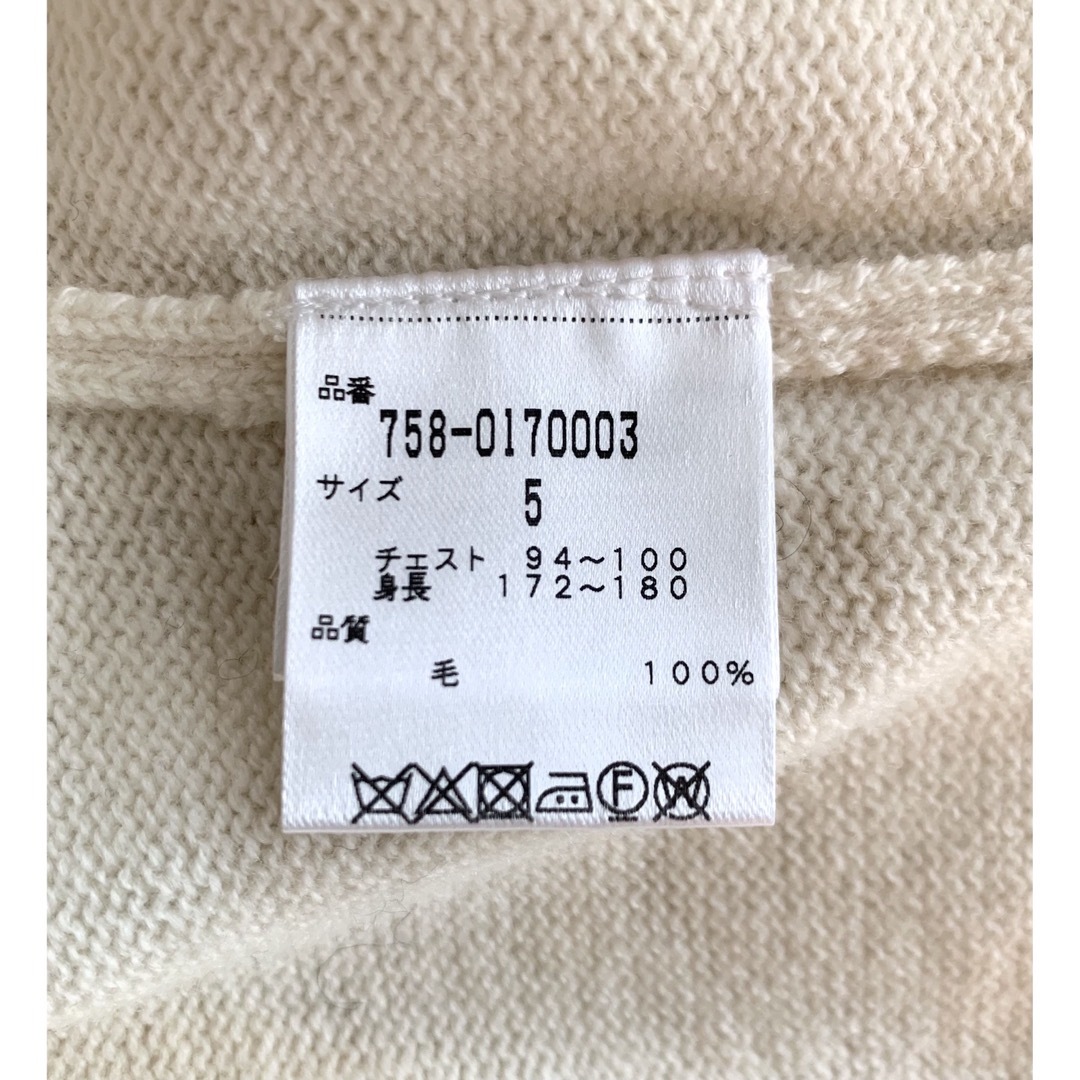 品番
758-0170003
サイズ 5
チェスト 94～100
身長 172～180
品質
毛 100%
F W